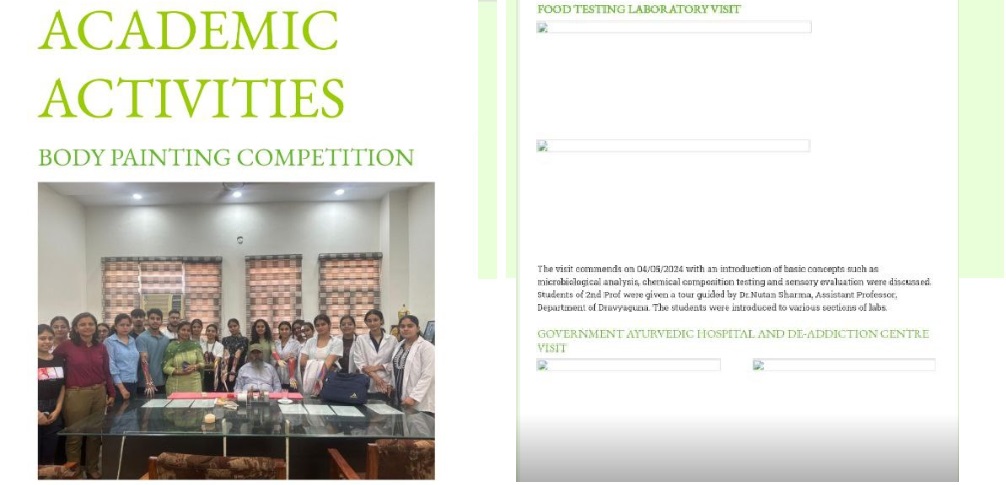 ACADEMIC
ACTIVITIES
BODY PAINTING COMPETITION
FOOD TESTING LABORATORY VISIT
The visit commends on 04/05/2024 with an introduction of basic concepts such as
microbiological analysis, chemical composition testing and sensory evaluation were discussed.
Students of 2nd Prof were given a tour guided by Dr.Nutan Sharma, Assistant Professor,
Department of Dravyaguna. The students were introduced to various sections of labs.
GOVERNMENT AYURVEDIC HOSPITAL AND DE-ADDICTION CENTRE
VISIT